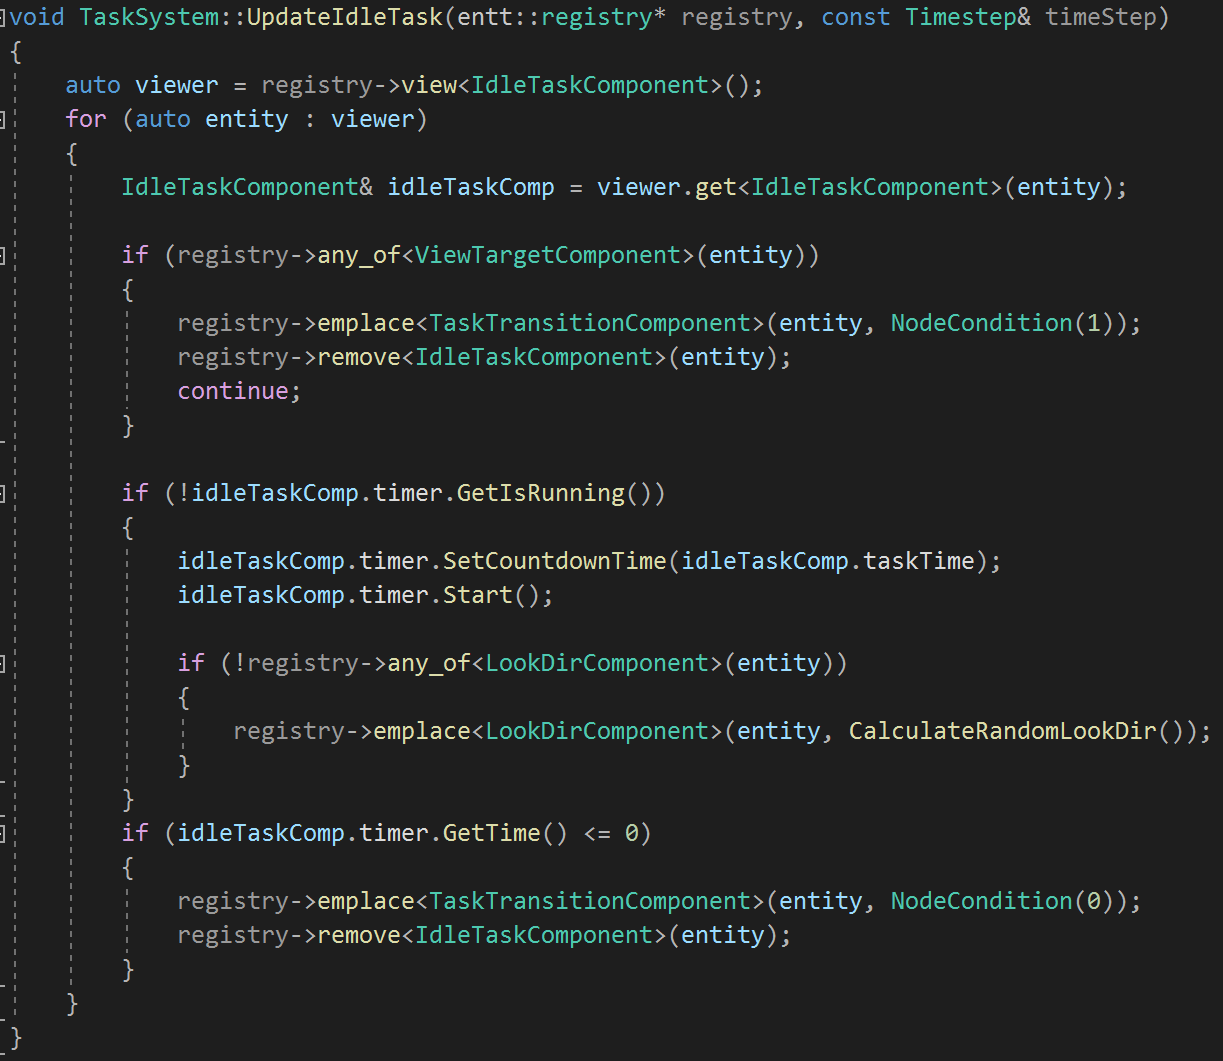 void TaskSystem::UpdateIdleTask(entt::registry* registry, const Timestep& timeStep)
{
    auto viewer = registry->view<IdleTaskComponent>();
    for (auto entity : viewer)
    {
        IdleTaskComponent& idleTaskComp = viewer.get<IdleTaskComponent>(entity);

        if (registry->any_of<ViewTargetComponent>(entity))
        {
            registry->emplace<TaskTransitionComponent>(entity, NodeCondition(1));
            registry->remove<IdleTaskComponent>(entity);
            continue;
        }

        if (!idleTaskComp.timer.GetIsRunning())
        {
            idleTaskComp.timer.SetCountdownTime(idleTaskComp.taskTime);
            idleTaskComp.timer.Start();

            if (!registry->any_of<LookDirComponent>(entity))
            {
                registry->emplace<LookDirComponent>(entity, CalculateRandomLookDir());
            }
        }
        if (idleTaskComp.timer.GetTime() <= 0)
        {
            registry->emplace<TaskTransitionComponent>(entity, NodeCondition(0));
            registry->remove<IdleTaskComponent>(entity);
        }
    }
}